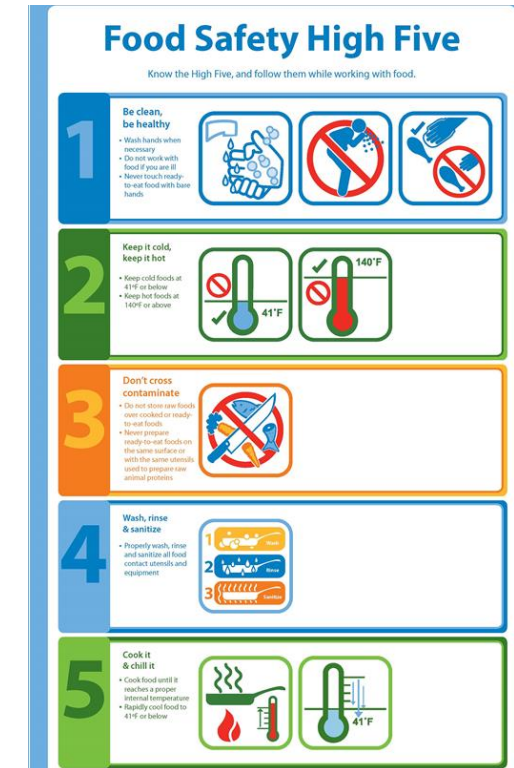 Food Safety High Five
Know the High Five, and follow them while working with food.
1
Be clean,
be healthy
• Wash hands when
necessary
• Do not work with
food if you are ill
• Never touch ready-
to-eat food with bare
hands
2
Keep it cold,
keep it hot
• Keep cold foods at
41ºF or below
• Keep hot foods at
140ºF or above
41°F
140°F
3
Don't cross
contaminate
• Do not store raw foods
over cooked or ready-
to-eat foods
• Never prepare
ready-to-eat foods on
the same surface or
with the same utensils
used to prepare raw
animal proteins
4
Wash, rinse
& sanitize
• Properly wash, rinse
and sanitize all food
contact utensils and
equipment
1 Wash
2 Rinse
3 Sanitize
5
Cook it
& chill it
• Cook food until it
reaches a proper
internal temperature
• Rapidly cool food to
41ºF or below
41°F